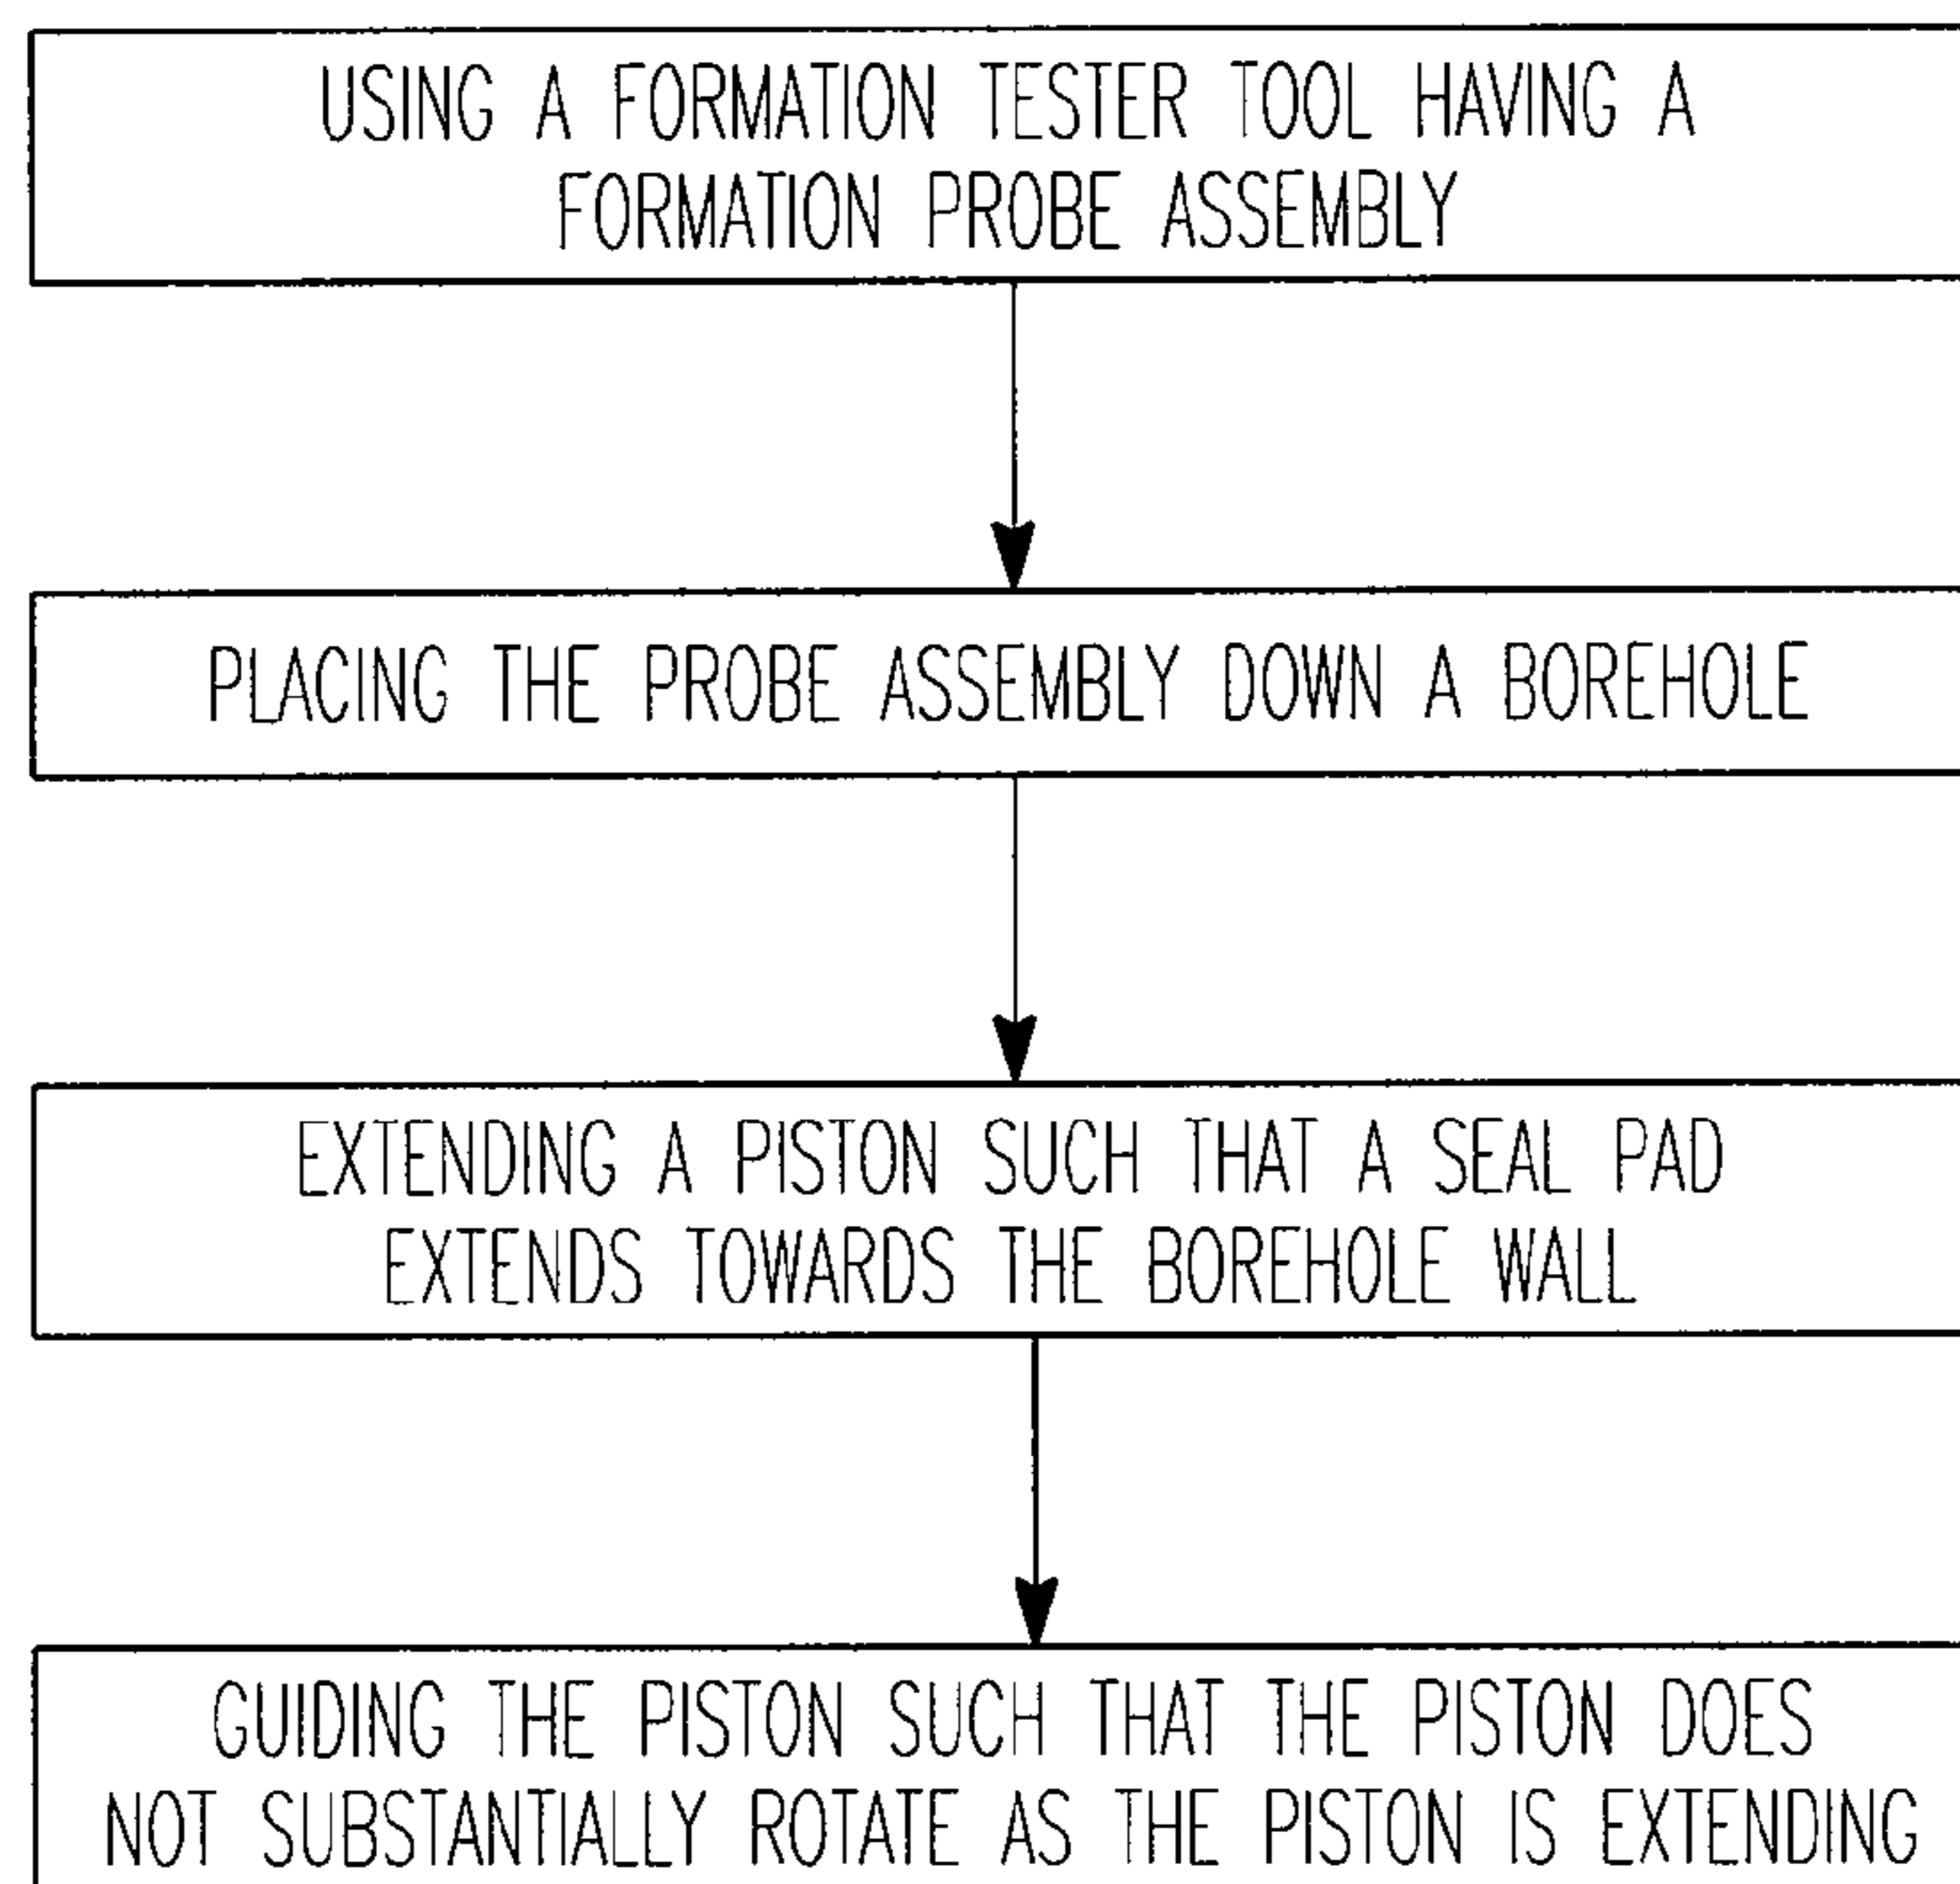 USING A FORMATION TESTER TOOL HAVING A
FORMATION PROBE ASSEMBLY
PLACING THE PROBE ASSEMBLY DOWN A BOREHOLE
EXTENDING A PISTON SUCH THAT A SEAL PAD
EXTENDS TOWARDS THE BOREHOLE WALL
GUIDING THE PISTON SUCH THAT THE PISTON DOES
NOT SUBSTANTIALLY ROTATE AS THE PISTON IS EXTENDING